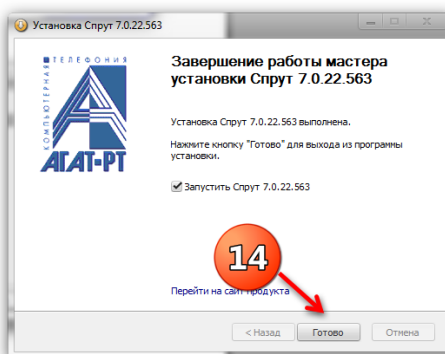 Установка Спрут 7.0.22.563
ТЕЛЕФОНИЯ
КОМПЬЮТЕРНАЯ
АГАТ-РТ
Завершение работы мастера
установки Спрут 7.0.22.563
Установка Спрут 7.0.22.563 выполнена.
Нажмите кнопку "Готово" для выхода из программы
установки.
Запустить Спрут 7.0.22.563
14
Перейти на сайт продукта
< Назад
Готово
Отмена